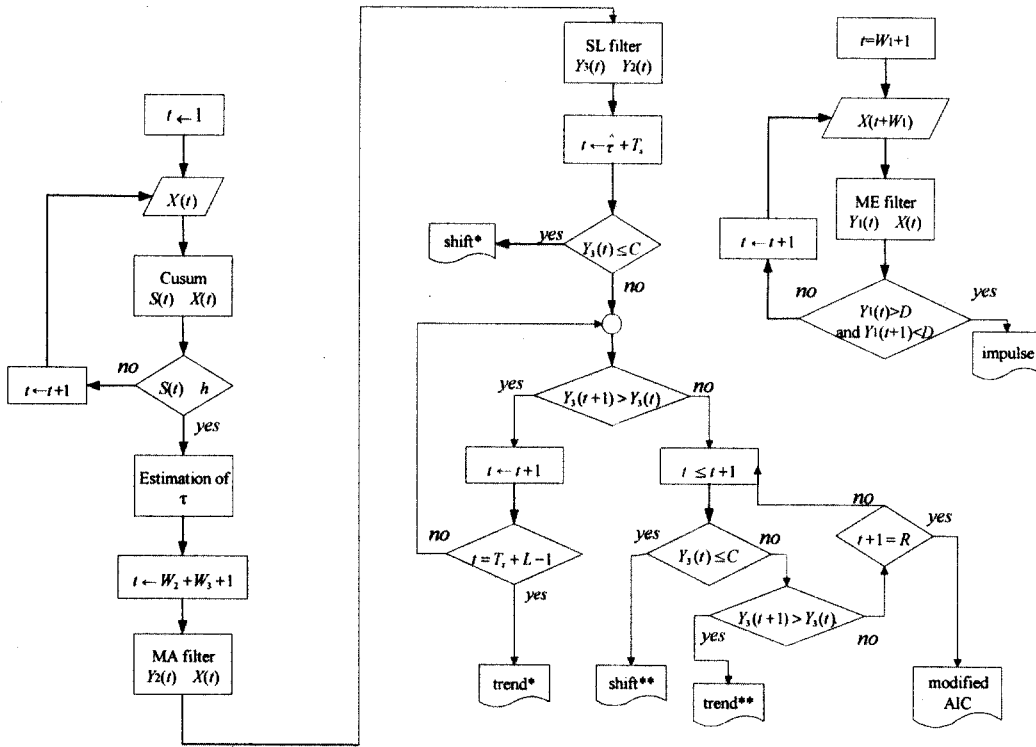 t ← 1
X(t)
Cusum
S(t) X(t)
S(t) h
no
t ← t+1
yes
Estimation of
τ
t ← W₂ + W₃ + 1
MA filter
Y₂(t) X(t)
SL filter
Y₃(t) Y₂(t)
t ← τ̂ + Tₛ
Y₃(t) ≤ C
yes
shift*
no
Y₃(t+1) > Y₃(t)
yes
no
t ← t+1
t = Tₛ + L − 1
no
yes
trend*
t ≤ t+1
Y₃(t) ≤ C
yes
no
shift**
Y₃(t+1) > Y₃(t)
yes
no
trend**
t+1 = R
no
yes
modified
AIC
t=W₁+1
X(t+W₁)
ME filter
Y₁(t) X(t)
t ← t+1
no
Y₁(t)>D
and Y₁(t+1)<D
yes
impulse